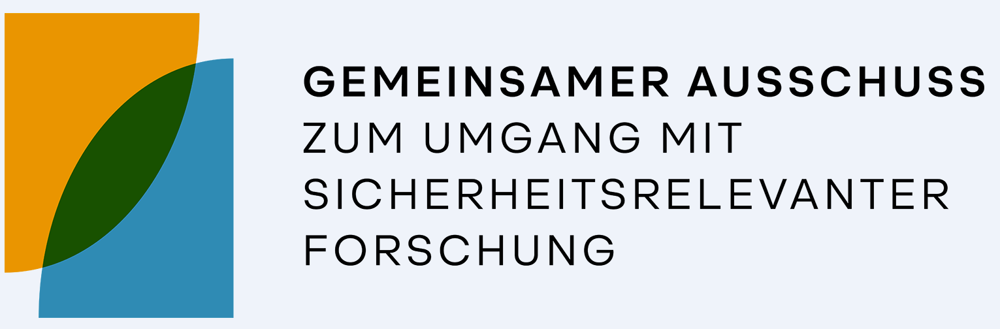 GEMEINSAMER AUSSCHUSS
ZUM UMGANG MIT
SICHERHEITSRELEVANTER
FORSCHUNG